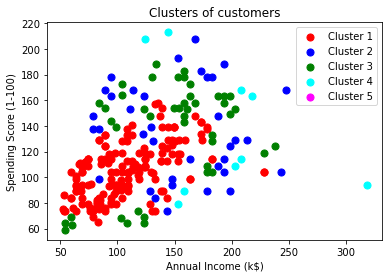 Clusters of customers
220
200
180
160
140
120
100
80
60
Spending Score (1-100)
Cluster 1
Cluster 2
Cluster 3
Cluster 4
Cluster 5
50
100
150
200
250
300
Annual Income (k$)